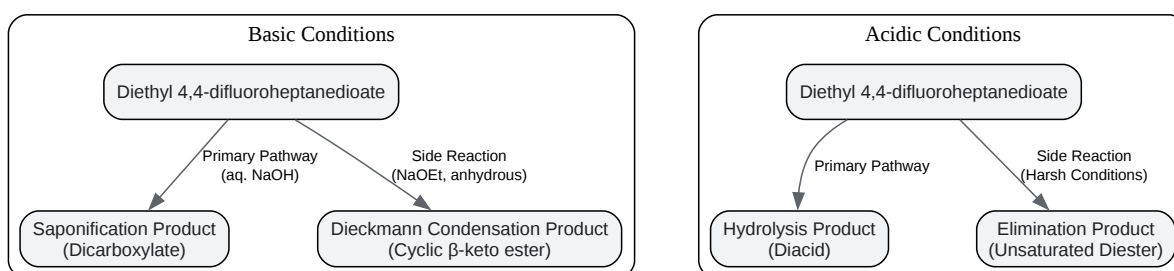 Basic Conditions
Diethyl 4,4-difluoroheptanedioate
Primary Pathway
(aq. NaOH)
Side Reaction
(NaOEt, anhydrous)
Saponification Product
(Dicarboxylate)
Dieckmann Condensation Product
(Cyclic β-keto ester)
Acidic Conditions
Diethyl 4,4-difluoroheptanedioate
Primary Pathway
Side Reaction
(Harsh Conditions)
Hydrolysis Product
(Diacid)
Elimination Product
(Unsaturated Diester)